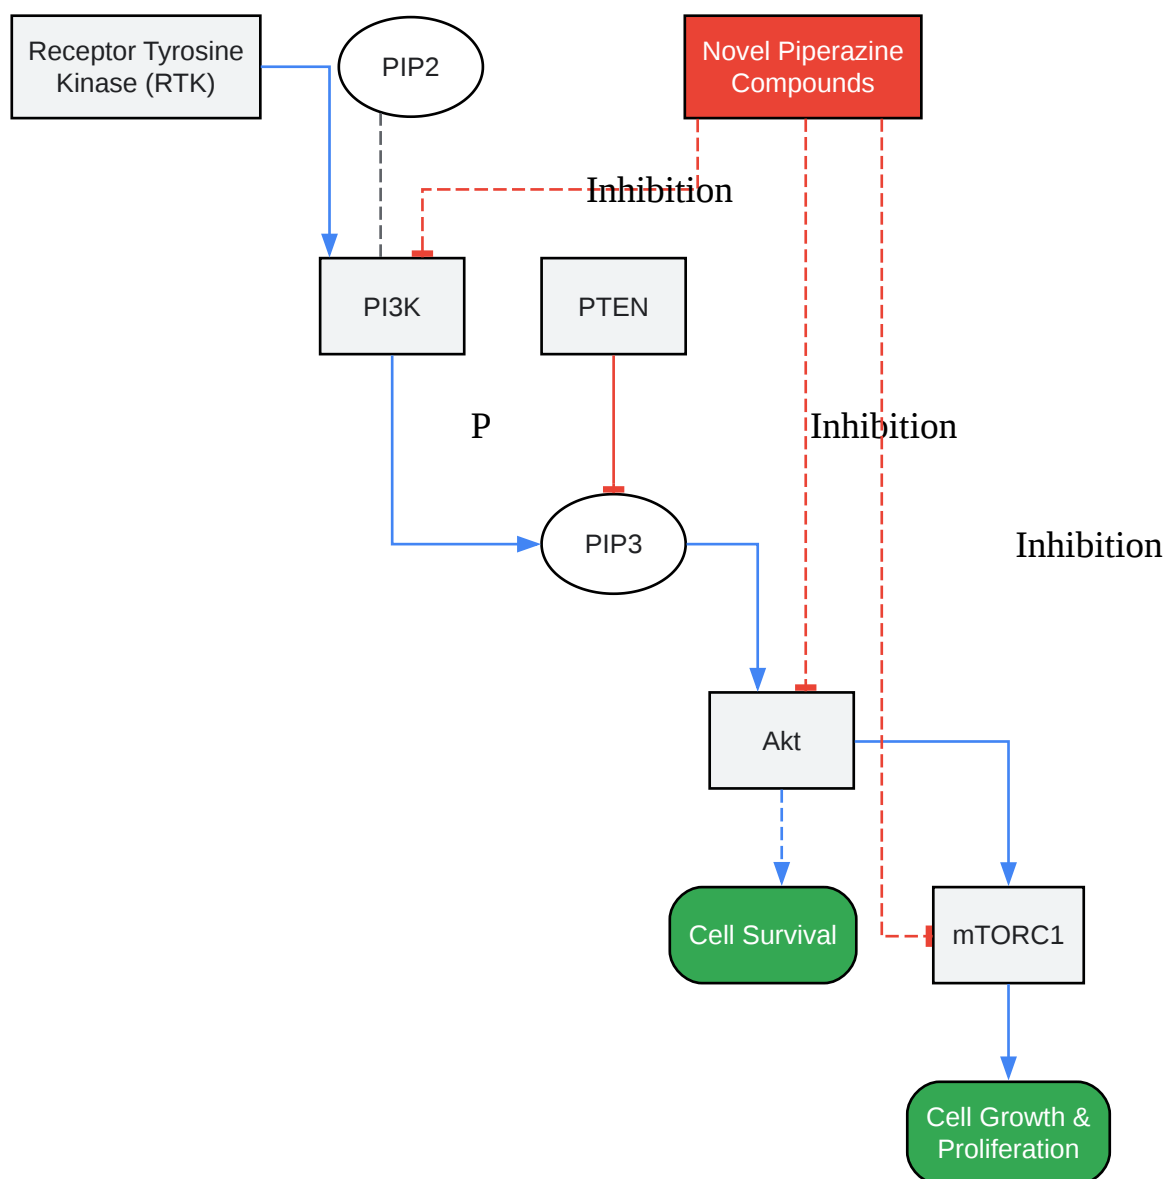 Receptor Tyrosine
Kinase (RTK)
PIP2
Novel Piperazine
Compounds
Inhibition
PI3K
PTEN
P
Inhibition
PIP3
Inhibition
Akt
Cell Survival
mTORC1
Cell Growth &
Proliferation